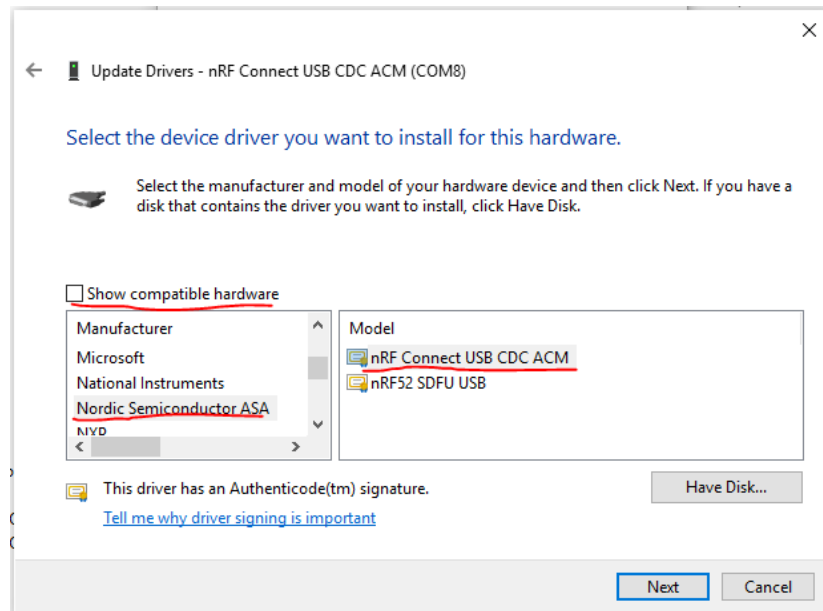 Update Drivers - nRF Connect USB CDC ACM (COM8)
Select the device driver you want to install for this hardware.
Select the manufacturer and model of your hardware device and then click Next. If you have a
disk that contains the driver you want to install, click Have Disk.
Show compatible hardware
Manufacturer
Microsoft
National Instruments
Nordic Semiconductor ASA
NXP
Model
nRF Connect USB CDC ACM
nRF52 SDFU USB
This driver has an Authenticode(tm) signature.
Have Disk...
Tell me why driver signing is important
Next
Cancel